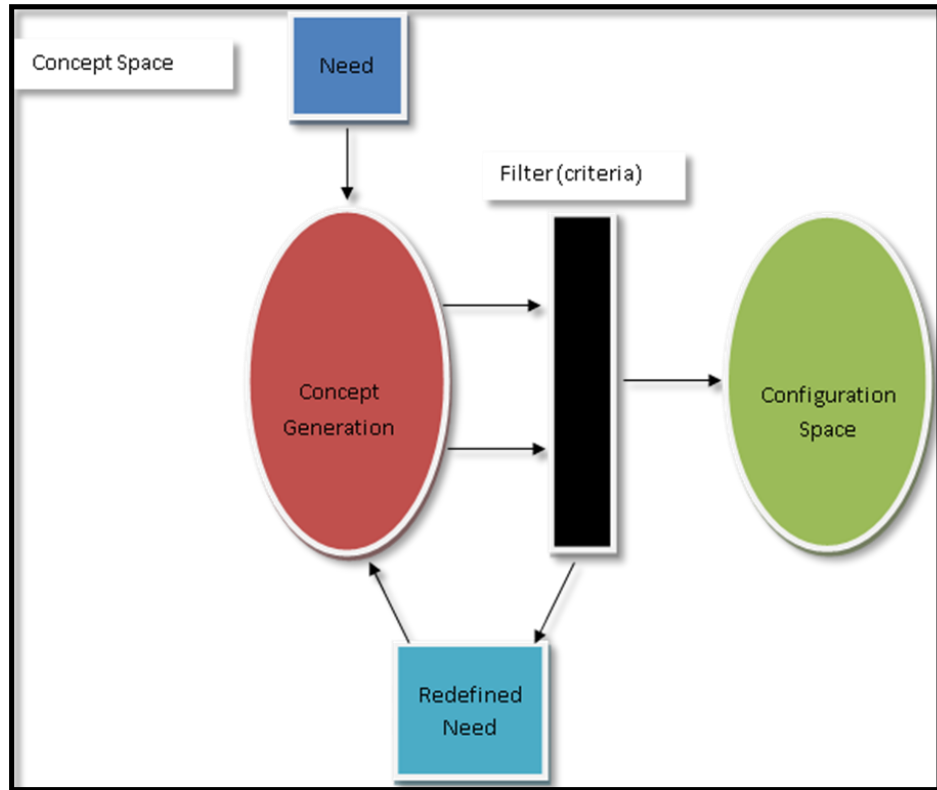 Concept Space
Need
Filter (criteria)
Concept
Generation
Configuration
Space
Redefined
Need